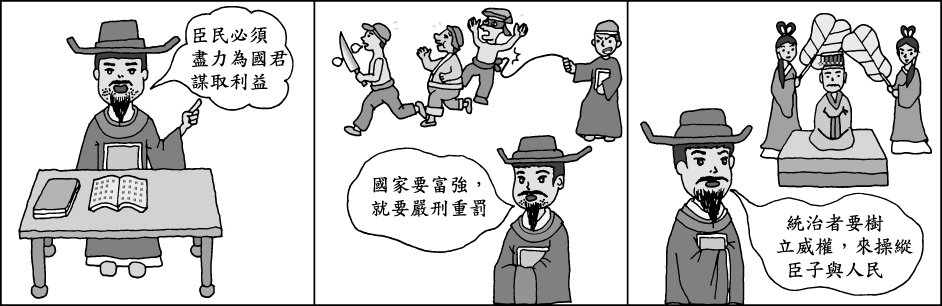 臣民必須
盡力為國君
謀取利益
國家要富強，
就要嚴刑重罰
統治者要樹
立威權，來操縱
臣子與人民